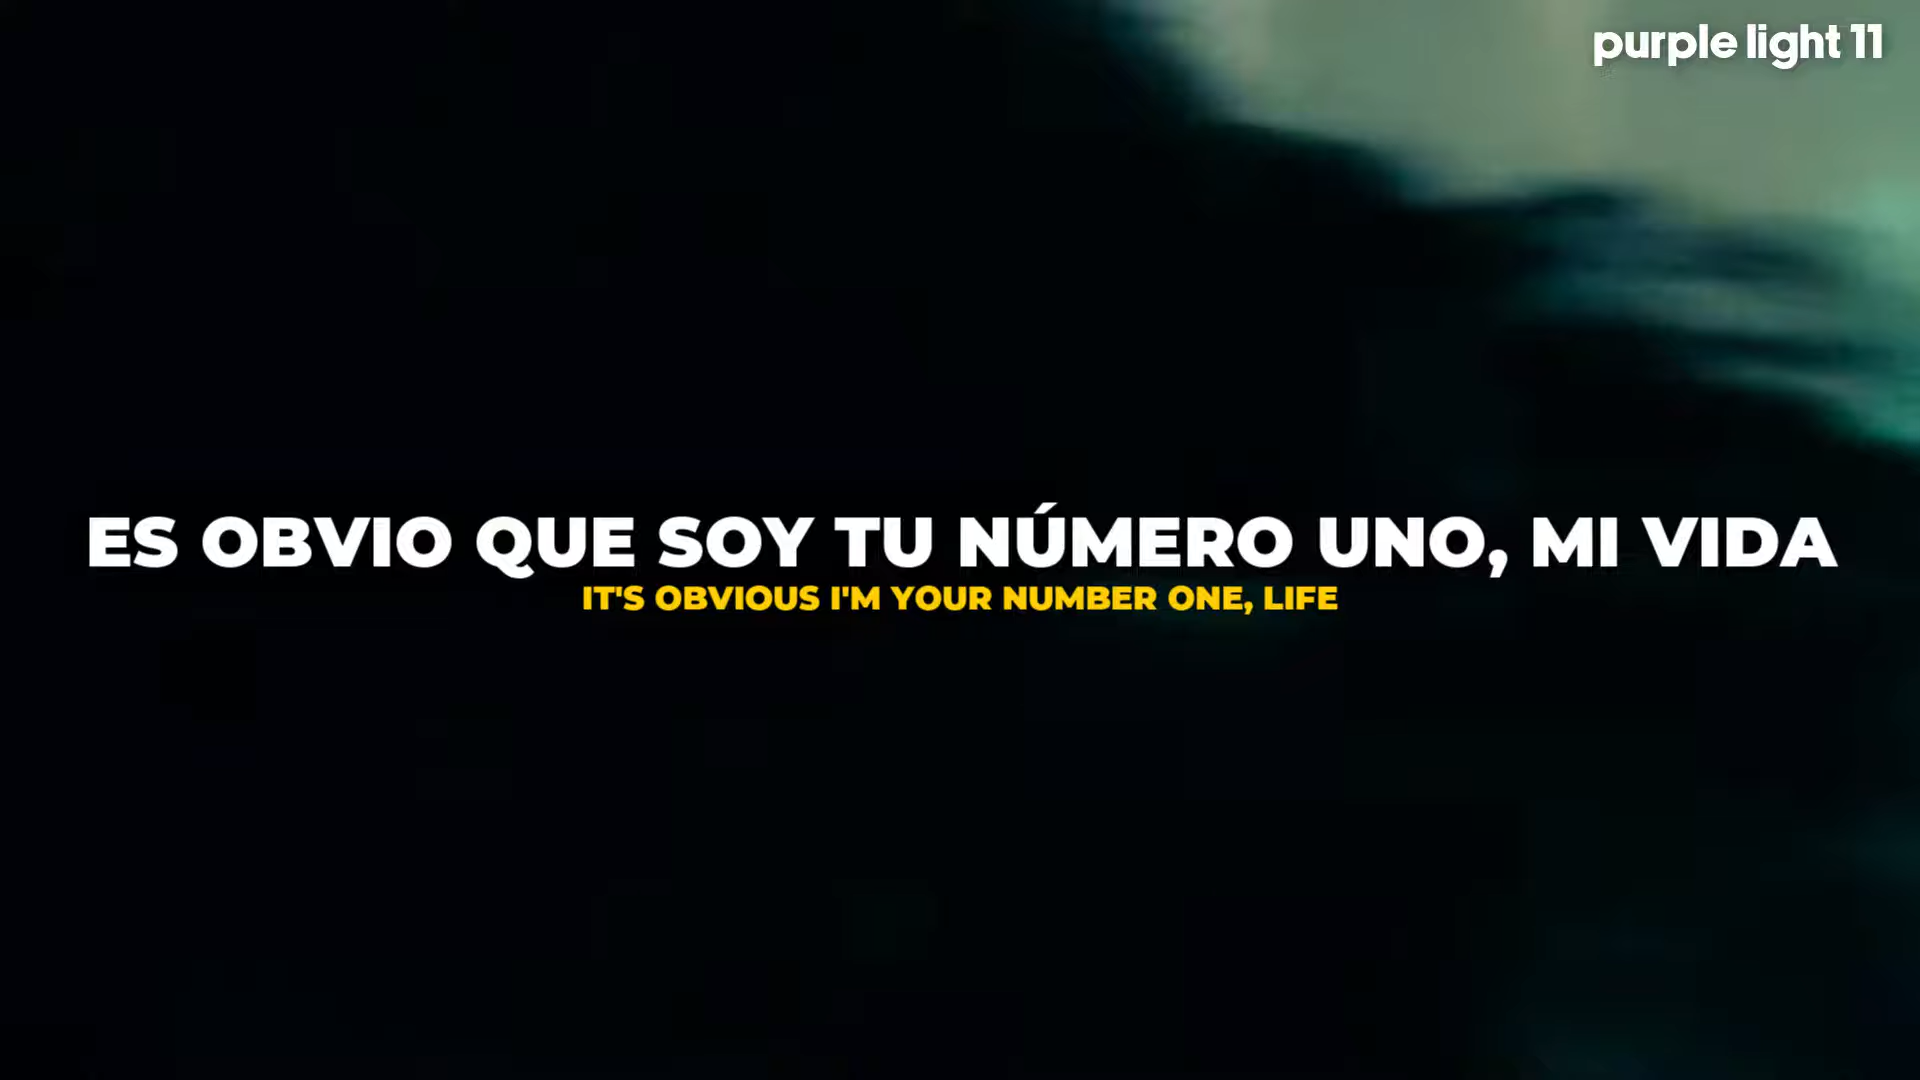 purple light 11
ES OBVIO QUE SOY TU NÚMERO UNO, MI VIDA
IT'S OBVIOUS I'M YOUR NUMBER ONE, LIFE